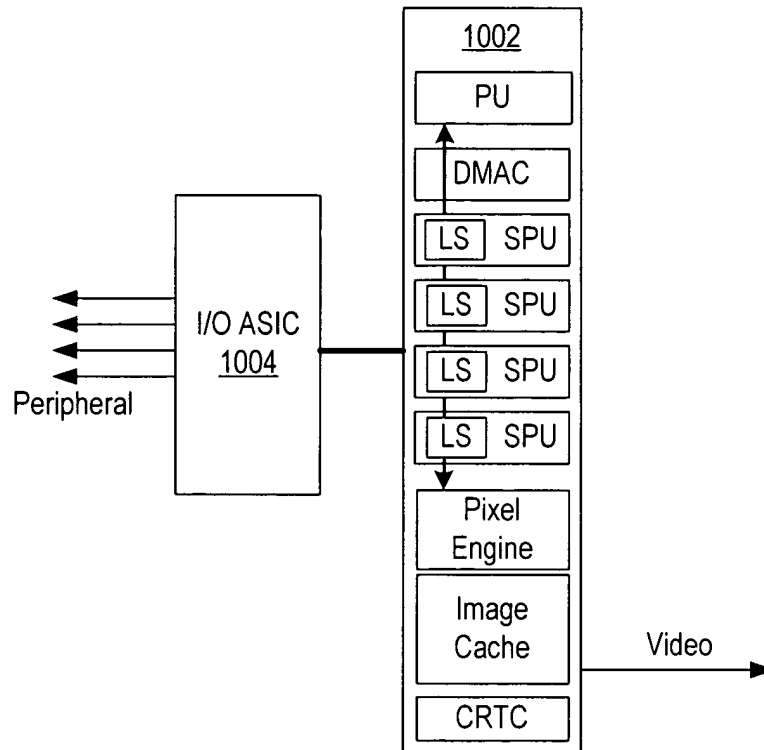 1002
PU
DMAC
LS SPU
LS SPU
LS SPU
LS SPU
I/O ASIC
1004
Peripheral
Pixel
Engine
Image
Cache
Video
CRTC